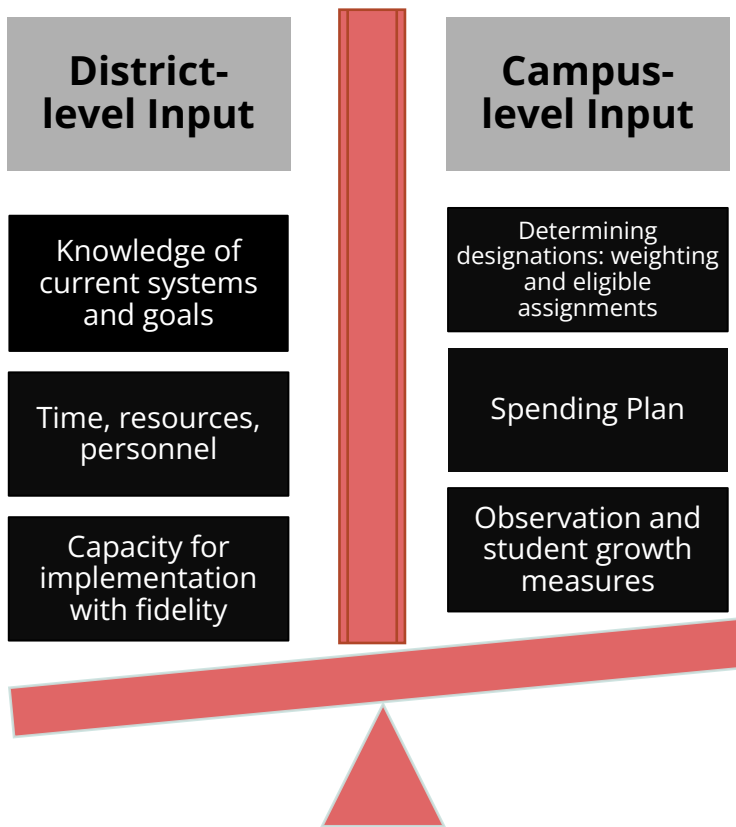 District-
level Input
Knowledge of
current systems
and goals
Time, resources,
personnel
Capacity for
implementation
with fidelity
Campus-
level Input
Determining
designations: weighting
and eligible
assignments
Spending Plan
Observation and
student growth
measures